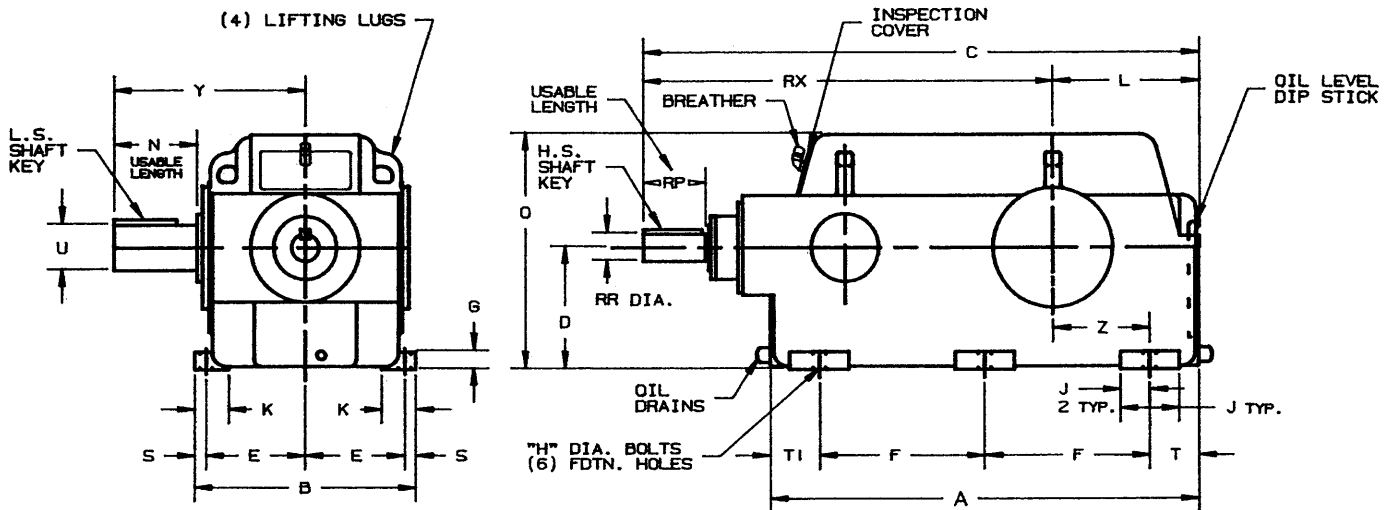 (4) LIFTING LUGS
INSPECTION
COVER
C
RX
L
Y
USABLE
LENGTH
BREATHER
OIL LEVEL
DIP STICK
L.S.
SHAFT
KEY
N
USABLE
LENGTH
H.S.
SHAFT
KEY
RP
O
U
RR DIA.
D
G
Z
K
K
OIL
DRAINS
J
2 TYP.
J TYP.
S
E
E
S
"H" DIA. BOLTS
(6) FDTN. HOLES
T1
F
F
T
B
A